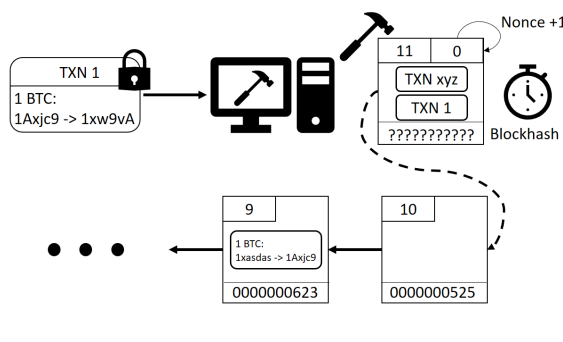 Nonce +1
TXN 1
1 BTC:
1Axjc9 -> 1xw9vA
11 0
TXN xyz
TXN 1
???????????
Blockhash
9
1 BTC:
1xasdas -> 1Axjc9
0000000623
10
0000000525